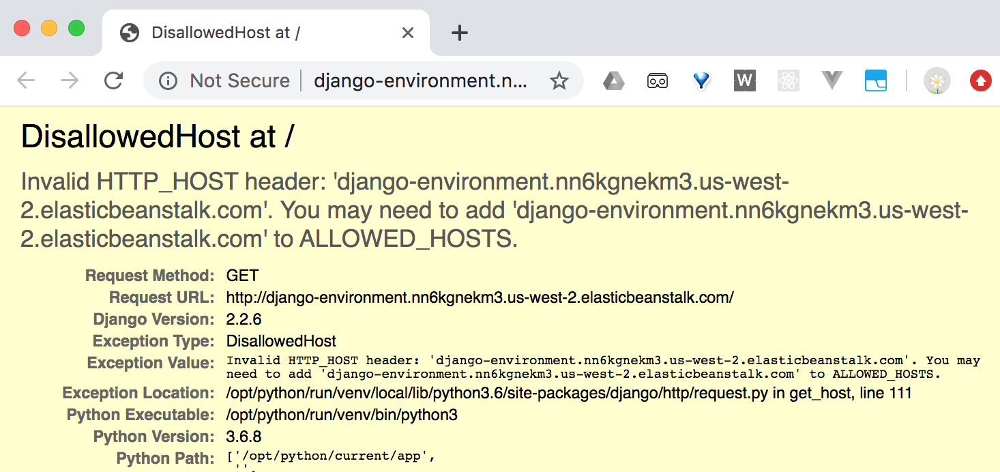 DisallowedHost at /
Not Secure
django-environment.n...
W
DisallowedHost at /
Invalid HTTP_HOST header: 'django-environment.nn6kgnekm3.us-west-
2.elasticbeanstalk.com'. You may need to add 'django-environment.nn6kgnekm3.us-west-
2.elasticbeanstalk.com' to ALLOWED_HOSTS.
Request Method: GET
Request URL: http://django-environment.nn6kgnekm3.us-west-2.elasticbeanstalk.com/
Django Version: 2.2.6
Exception Type: DisallowedHost
Exception Value: Invalid HTTP_HOST header: 'django-environment.nn6kgnekm3.us-west-2.elasticbeanstalk.com'. You may
need to add 'django-environment.nn6kgnekm3.us-west-2.elasticbeanstalk.com' to ALLOWED_HOSTS.
Exception Location: /opt/python/run/venv/local/lib/python3.6/site-packages/django/http/request.py in get_host, line 111
Python Executable: /opt/python/run/venv/bin/python3
Python Version: 3.6.8
Python Path: ['/opt/python/current/app',
'',